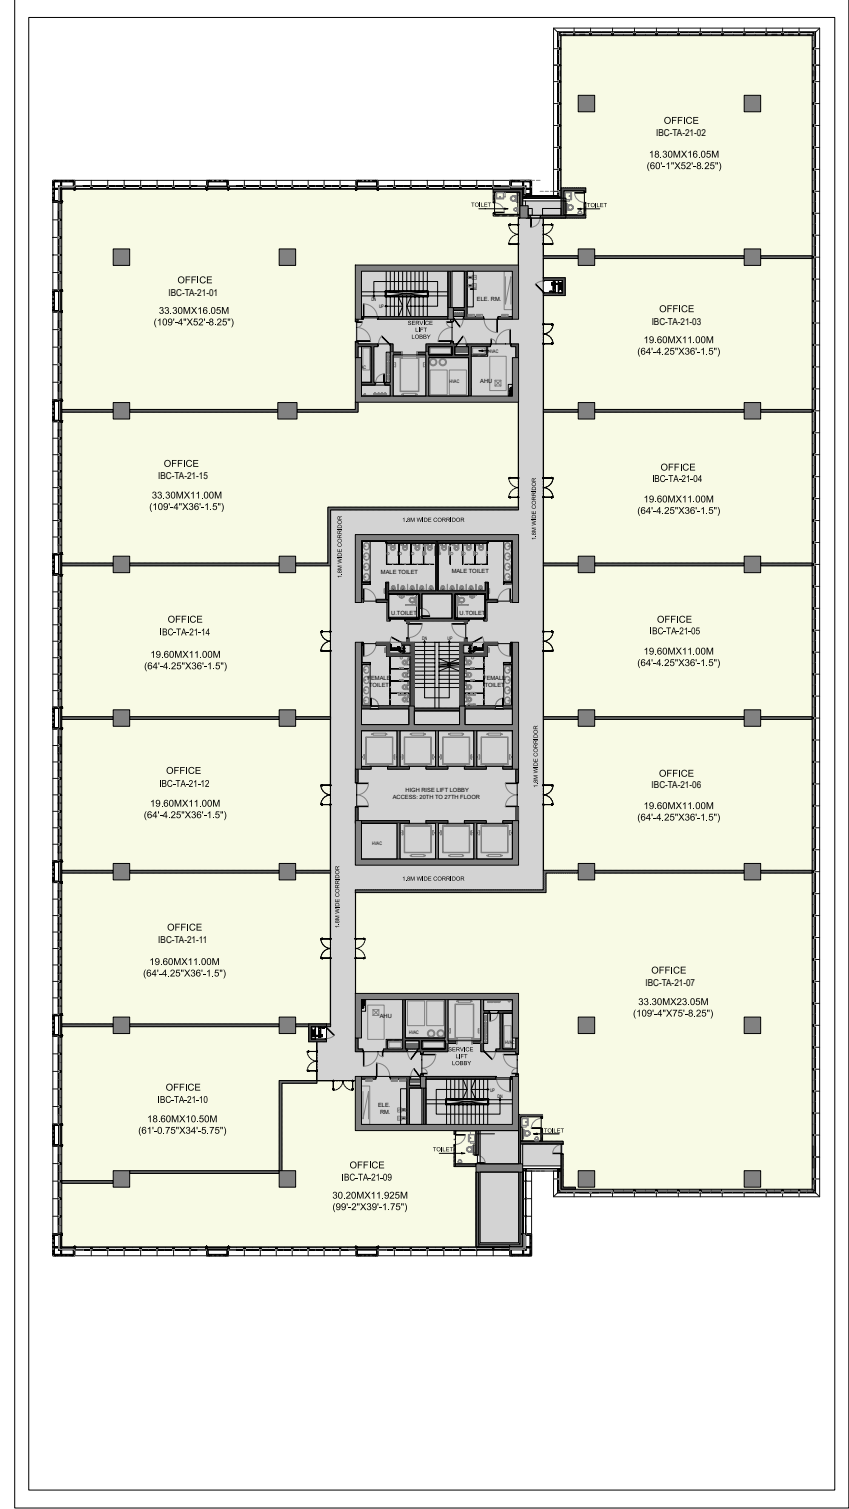 OFFICE
IBC-TA-21-02
18.30MX16.05M
(60'-1"X52'-8.25")
TOILET
TOILET
OFFICE
IBC-TA-21-01
33.30MX16.05M
(109'-4"X52'-8.25")
ELE. RM.
DN
UP
SERVICE
LIFT
LOBBY
HVAC
HVAC
AHU
OFFICE
IBC-TA-21-03
19.60MX11.00M
(64'-4.25"X36'-1.5")
OFFICE
IBC-TA-21-15
33.30MX11.00M
(109'-4"X36'-1.5")
OFFICE
IBC-TA-21-04
19.60MX11.00M
(64'-4.25"X36'-1.5")
1.8M WIDE CORRIDOR
1.8M WIDE CORRIDOR
1.8M WIDE CORRIDOR
MALE TOILET
MALE TOILET
U.TOILET
U.TOILET
DN
UP
FEMALE
TOILET
FEMALE
TOILET
OFFICE
IBC-TA-21-14
19.60MX11.00M
(64'-4.25"X36'-1.5")
OFFICE
IBC-TA-21-05
19.60MX11.00M
(64'-4.25"X36'-1.5")
OFFICE
IBC-TA-21-12
19.60MX11.00M
(64'-4.25"X36'-1.5")
HIGH RISE LIFT LOBBY
ACCESS: 20TH TO 27TH FLOOR
HVAC
1.8M WIDE CORRIDOR
OFFICE
IBC-TA-21-06
19.60MX11.00M
(64'-4.25"X36'-1.5")
1.8M WIDE CORRIDOR
1.8M WIDE CORRIDOR
OFFICE
IBC-TA-21-11
19.60MX11.00M
(64'-4.25"X36'-1.5")
OFFICE
IBC-TA-21-07
33.30MX23.05M
(109'-4"X75'-8.25")
AHU
HVAC
HVAC
SERVICE
LIFT
LOBBY
UP
DN
ELE.
RM.
OFFICE
IBC-TA-21-10
18.60MX10.50M
(61'-0.75"X34'-5.75")
TOILET
TOILET
OFFICE
IBC-TA-21-09
30.20MX11.925M
(99'-2"X39'-1.75")